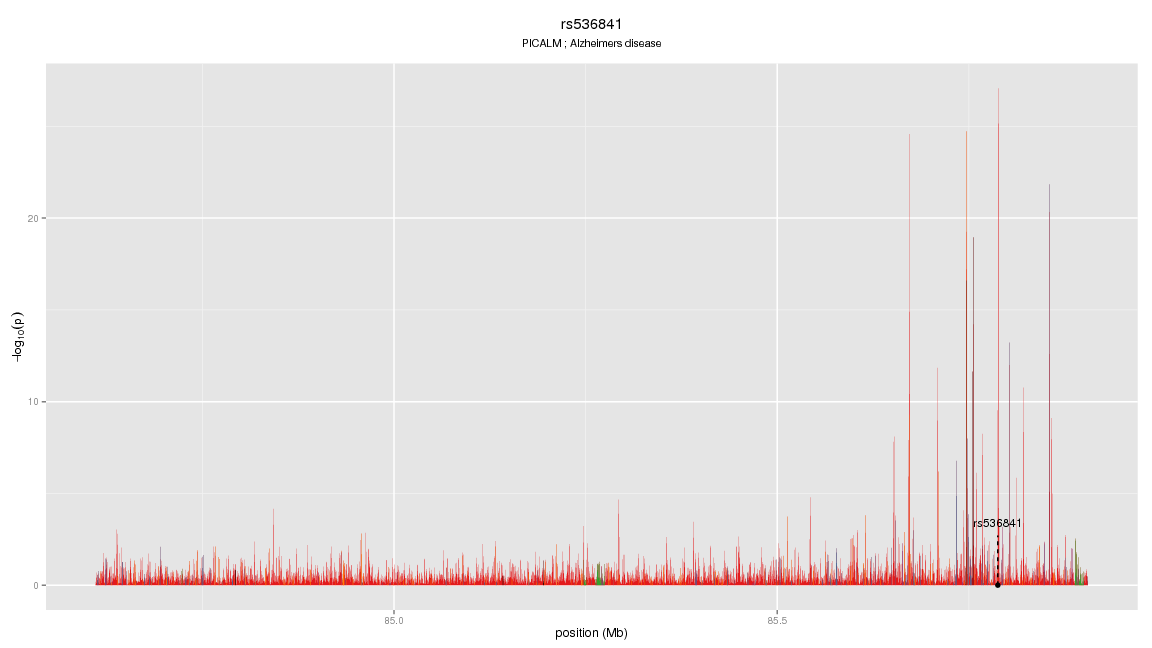 rs536841
PICALM ; Alzheimers disease
20
10
0
−log10(p)
rs536841
85.0
85.5
position (Mb)